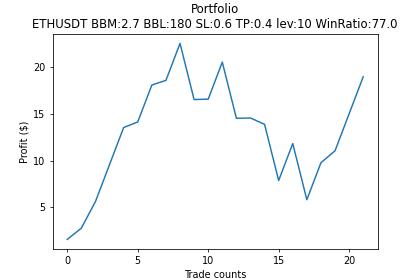 Portfolio
ETHUSDT BBM:2.7 BBL:180 SL:0.6 TP:0.4 lev:10 WinRatio:77.0
20
15
10
5
Profit ($)
0 5 10 15 20
Trade counts